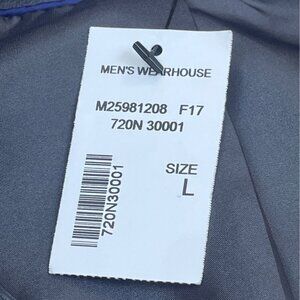 MEN'S WEARHOUSE
M25981208 F17
720N 30001
SIZE
L
720N30001